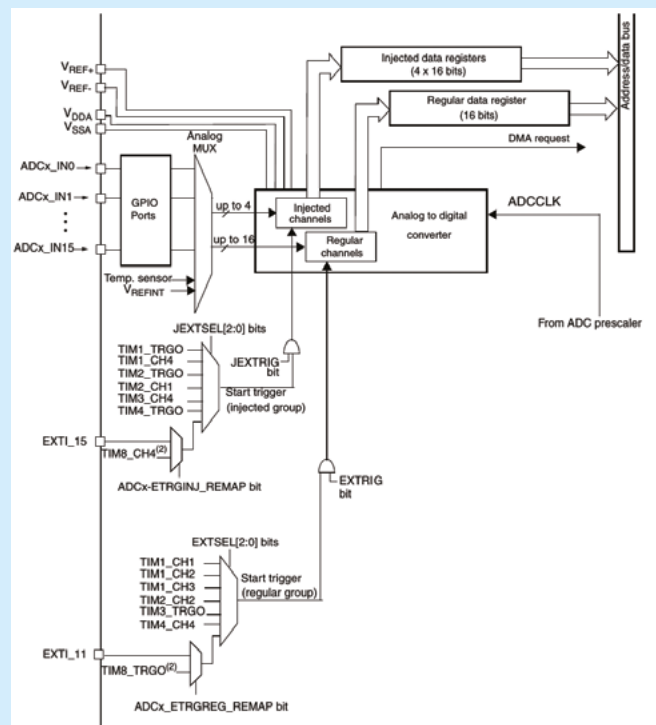 Injected data registers
(4 x 16 bits)
Regular data register
(16 bits)
Address/data bus
VREF+
VREF-
VDDA
VSSA
Analog
MUX
DMA request
ADCx_IN0
ADCx_IN1
ADCx_IN15
GPIO
Ports
up to 4
up to 16
Injected
channels
Regular
channels
Analog to digital
converter
ADCCLK
Temp. sensor
VREFINT
From ADC prescaler
JEXTSEL[2:0] bits
TIM1_TRGO
TIM1_CH4
TIM2_TRGO
TIM2_CH1
TIM3_CH4
TIM4_TRGO
JEXTRIG
bit
Start trigger
(injected group)
EXTI_15
TIM8_CH4(2)
ADCx-ETRGINJ_REMAP bit
EXTRIG
bit
EXTSEL[2:0] bits
TIM1_CH1
TIM1_CH2
TIM1_CH3
TIM2_CH2
TIM3_TRGO
TIM4_CH4
Start trigger
(regular group)
EXTI_11
TIM8_TRGO(2)
ADCx_ETRGREG_REMAP bit